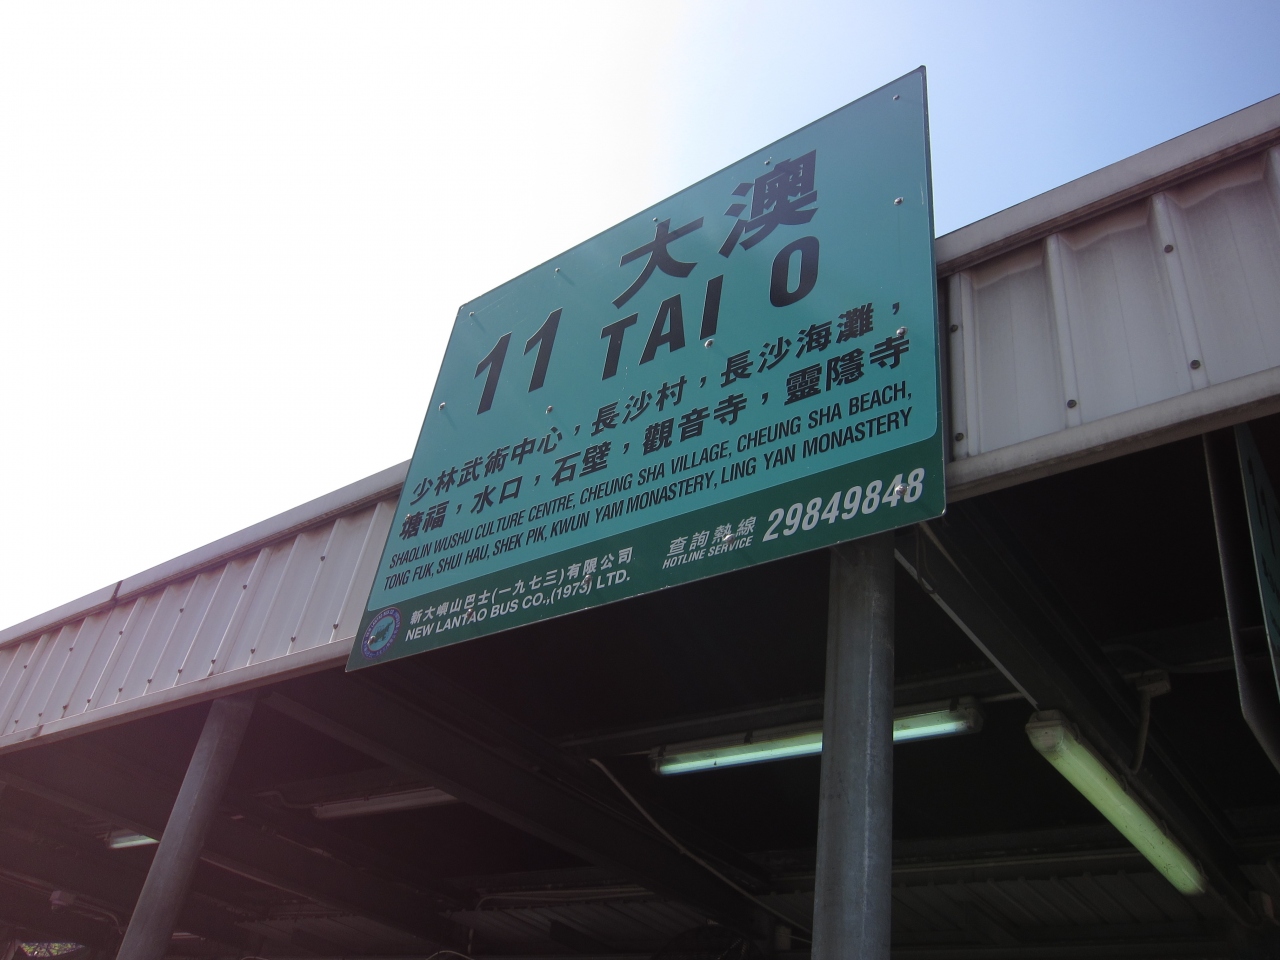 大澳
11 TAI O
少林武術中心，長沙村，長沙海灘，
塘福，水口，石壁，觀音寺，靈隱寺
SHAOLIN WUSHU CULTURE CENTRE, CHEUNG SHA VILLAGE, CHEUNG SHA BEACH,
TONG FUK, SHUI HAU, SHEK PIK, KWUN YAM MONASTERY, LING YAN MONASTERY
新大嶼山巴士(一九七三)有限公司
NEW LANTAO BUS CO.,(1973) LTD.
查詢熱線
HOTLINE SERVICE
29849848